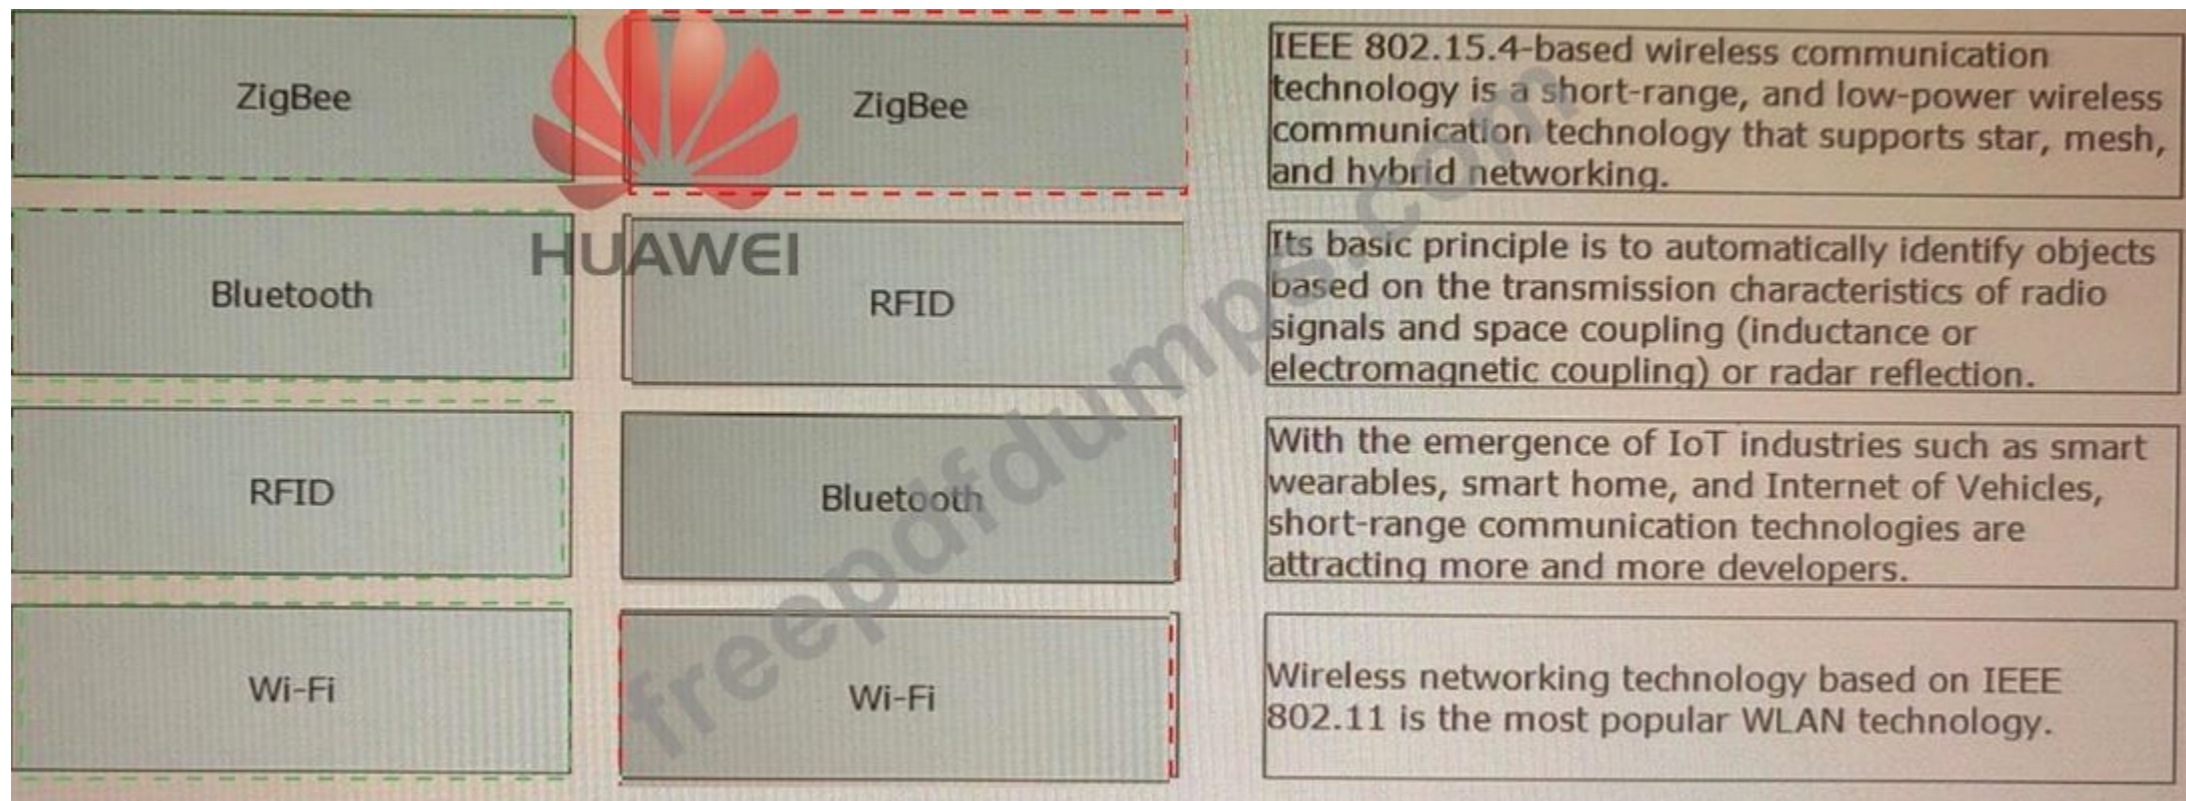 ZigBee
ZigBee
IEEE 802.15.4-based wireless communication
technology is a short-range, and low-power wireless
communication technology that supports star, mesh,
and hybrid networking.
HUAWEI
Bluetooth
RFID
Its basic principle is to automatically identify objects
based on the transmission characteristics of radio
signals and space coupling (inductance or
electromagnetic coupling) or radar reflection.
RFID
Bluetooth
With the emergence of IoT industries such as smart
wearables, smart home, and Internet of Vehicles,
short-range communication technologies are
attracting more and more developers.
Wi-Fi
Wi-Fi
Wireless networking technology based on IEEE
802.11 is the most popular WLAN technology.
freepdfdumps.com